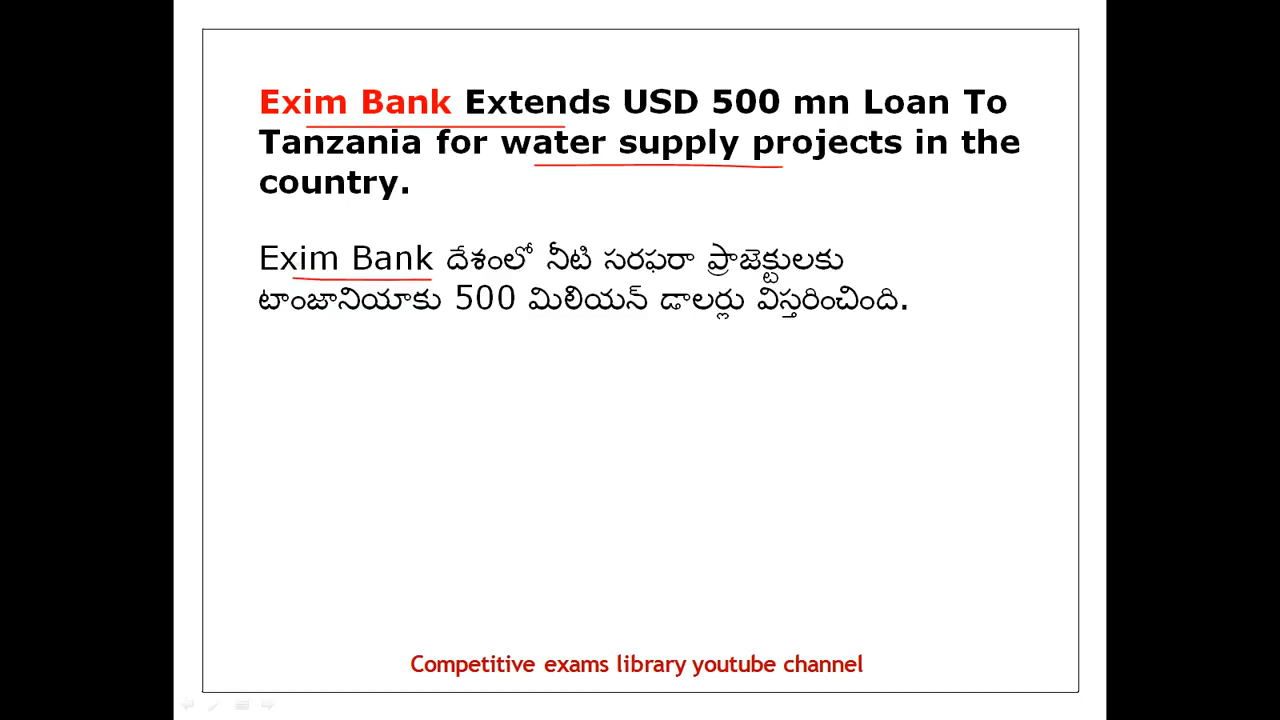 Exim Bank Extends USD 500 mn Loan To
Tanzania for water supply projects in the
country.
Exim Bank దేశంలో నీటి సరఫరా ప్రాజెక్టులకు
టాంజానియాకు 500 మిలియన్ డాలర్లు విస్తరించింది.
Competitive exams library youtube channel